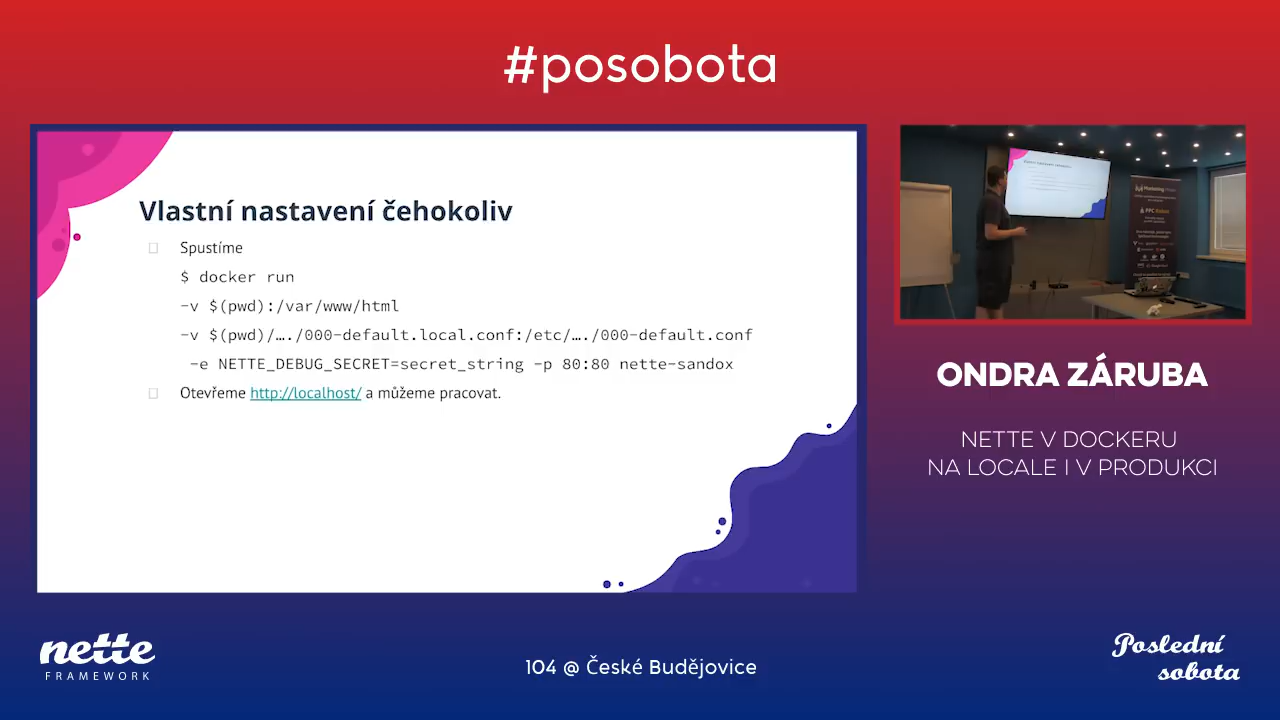 #posobota
Vlastní nastavení čehokoliv
Spustíme
$ docker run
-v $(pwd):/var/www/html
-v $(pwd)/…./000-default.local.conf:/etc/…./000-default.conf
-e NETTE_DEBUG_SECRET=secret_string -p 80:80 nette-sandox
Otevřeme http://localhost/ a můžeme pracovat.
ONDRA ZÁRUBA
NETTE V DOCKERU
NA LOCALE I V PRODUKCI
nette
FRAMEWORK
104 @ České Budějovice
Poslední
sobota